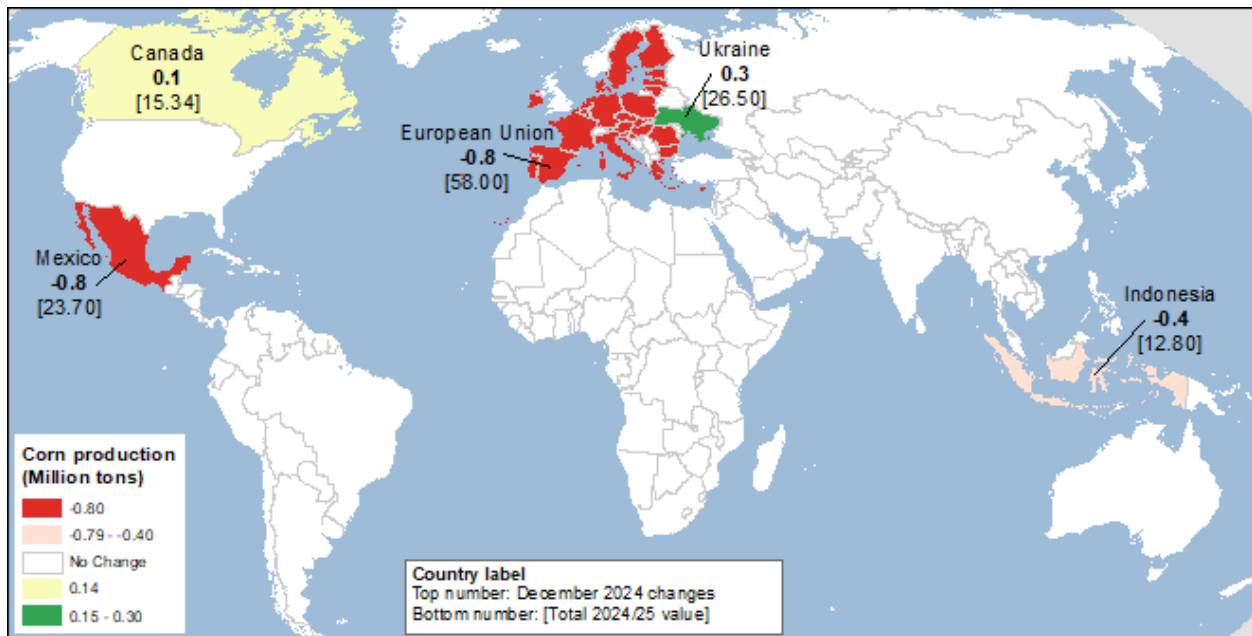 Canada
0.1
[15.34]
Ukraine
0.3
[26.50]
European Union
-0.8
[58.00]
Mexico
-0.8
[23.70]
Indonesia
-0.4
[12.80]
Corn production
(Million tons)
-0.80
-0.79 - -0.40
No Change
0.14
0.15 - 0.30
Country label
Top number: December 2024 changes
Bottom number: [Total 2024/25 value]